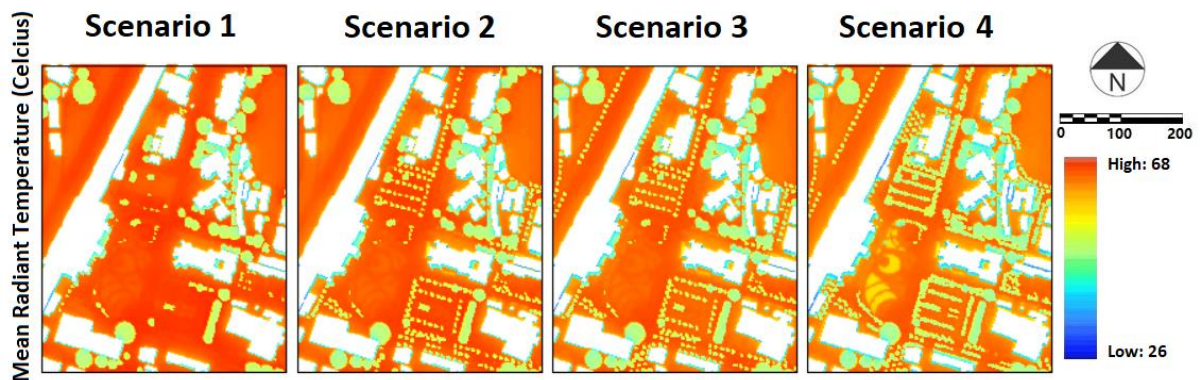 Scenario 1 Scenario 2 Scenario 3 Scenario 4
Mean Radiant Temperature (Celcius)
N
0 100 200
High: 68
Low: 26